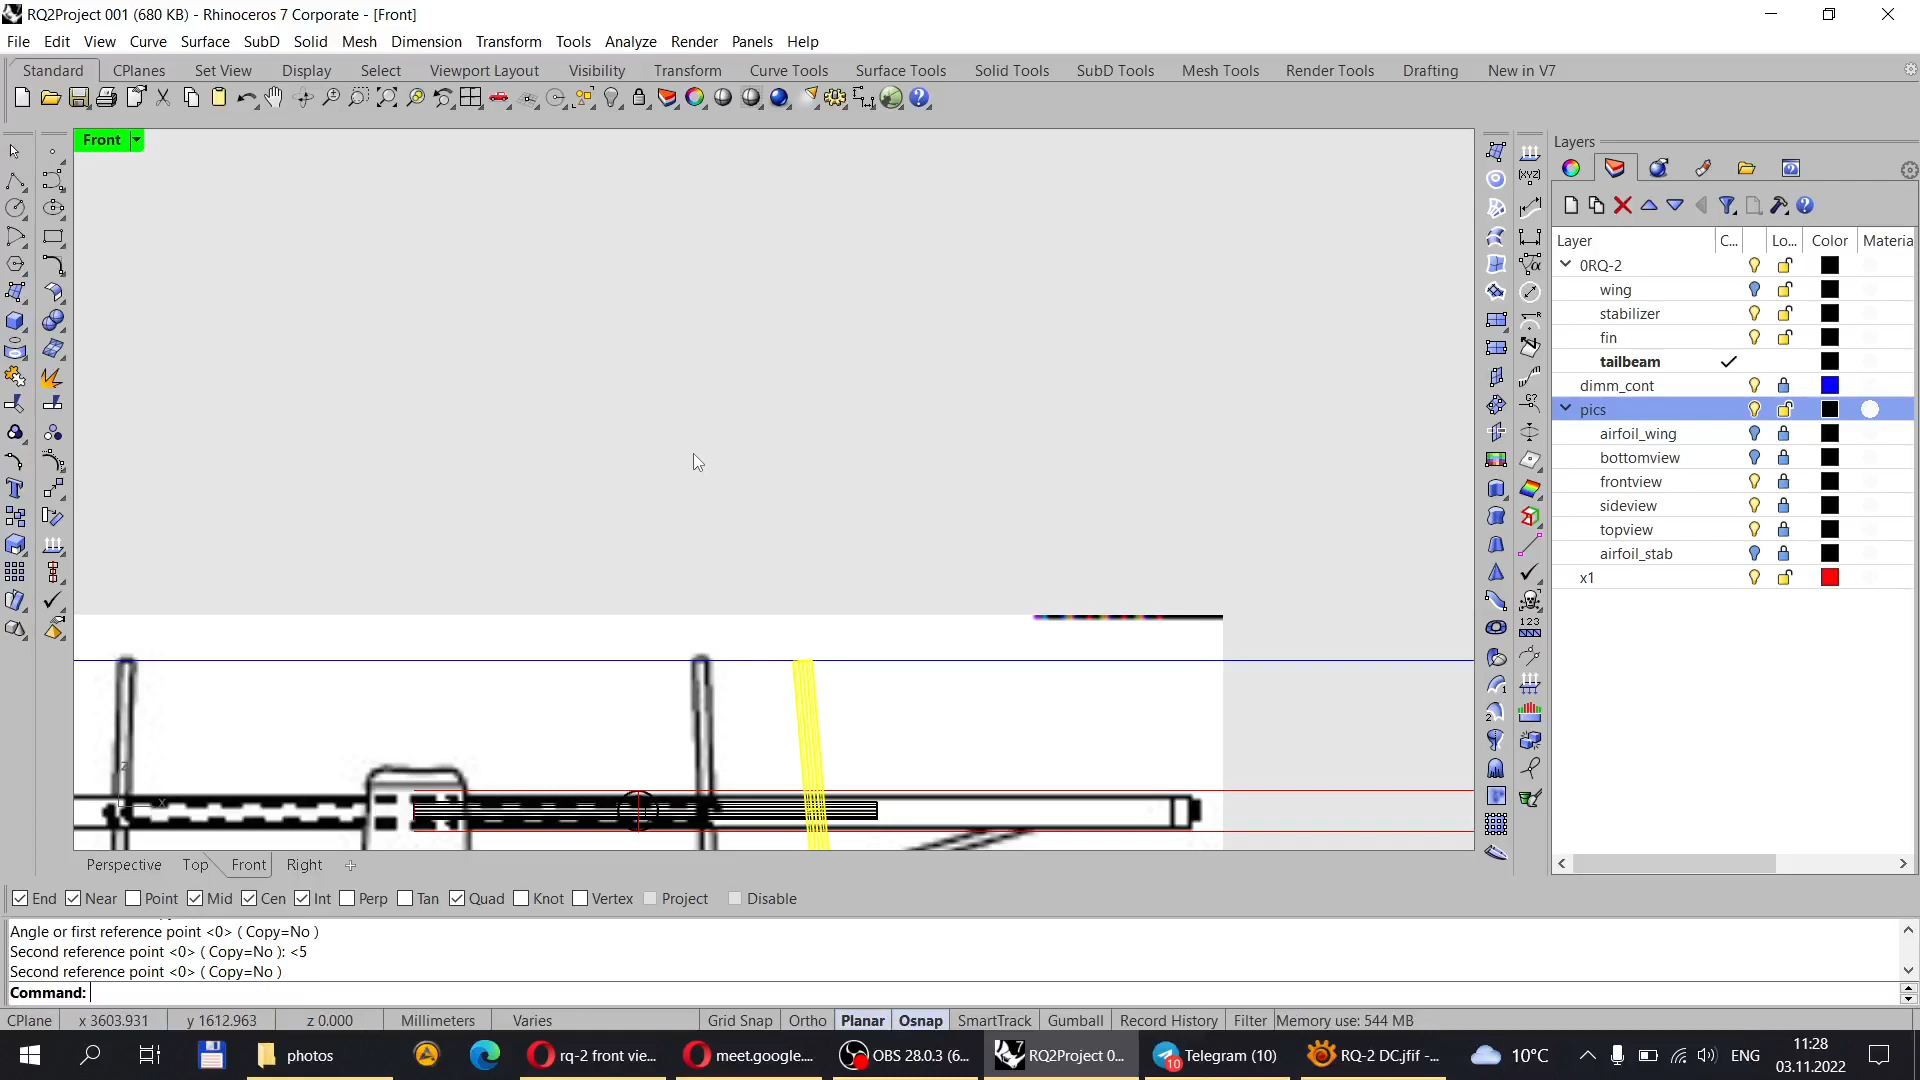 RQ2Project 001 (680 KB) - Rhinoceros 7 Corporate - [Front]
File Edit View Curve Surface SubD Solid Mesh Dimension Transform Tools Analyze Render Panels Help
Standard CPlanes Set View Display Select Viewport Layout Visibility Transform Curve Tools Surface Tools Solid Tools SubD Tools Mesh Tools Render Tools Drafting New in V7
Front
Layers
Layer C... Lo... Color Materia
0RQ-2
wing
stabilizer
fin
tailbeam
dimm_cont
pics
airfoil_wing
bottomview
frontview
sideview
topview
airfoil_stab
x1
z
x
Perspective Top Front Right
End Near Point Mid Cen Int Perp Tan Quad Knot Vertex Project Disable
Angle or first reference point <0> ( Copy=No )
Second reference point <0> ( Copy=No ): <5
Second reference point <0> ( Copy=No )
Command:
CPlane x 3603.931 y 1612.963 z 0.000 Millimeters Varies Grid Snap Ortho Planar Osnap SmartTrack Gumball Record History Filter Memory use: 544 MB
photos rq-2 front vie... meet.google.... OBS 28.0.3 (6... RQ2Project 0... Telegram (10) RQ-2 DC.jfif -... 10°C ENG 11:28
03.11.2022